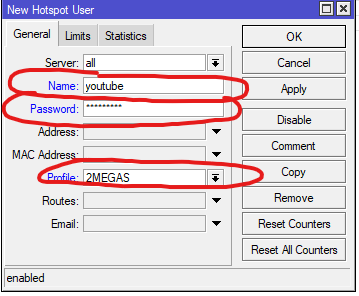 New Hotspot User
General Limits Statistics
OK
Server: all
Cancel
Name: youtube
Apply
Password: *********
Address:
Disable
MAC Address:
Comment
Profile: 2MEGAS
Copy
Routes:
Remove
Email:
Reset Counters
Reset All Counters
enabled